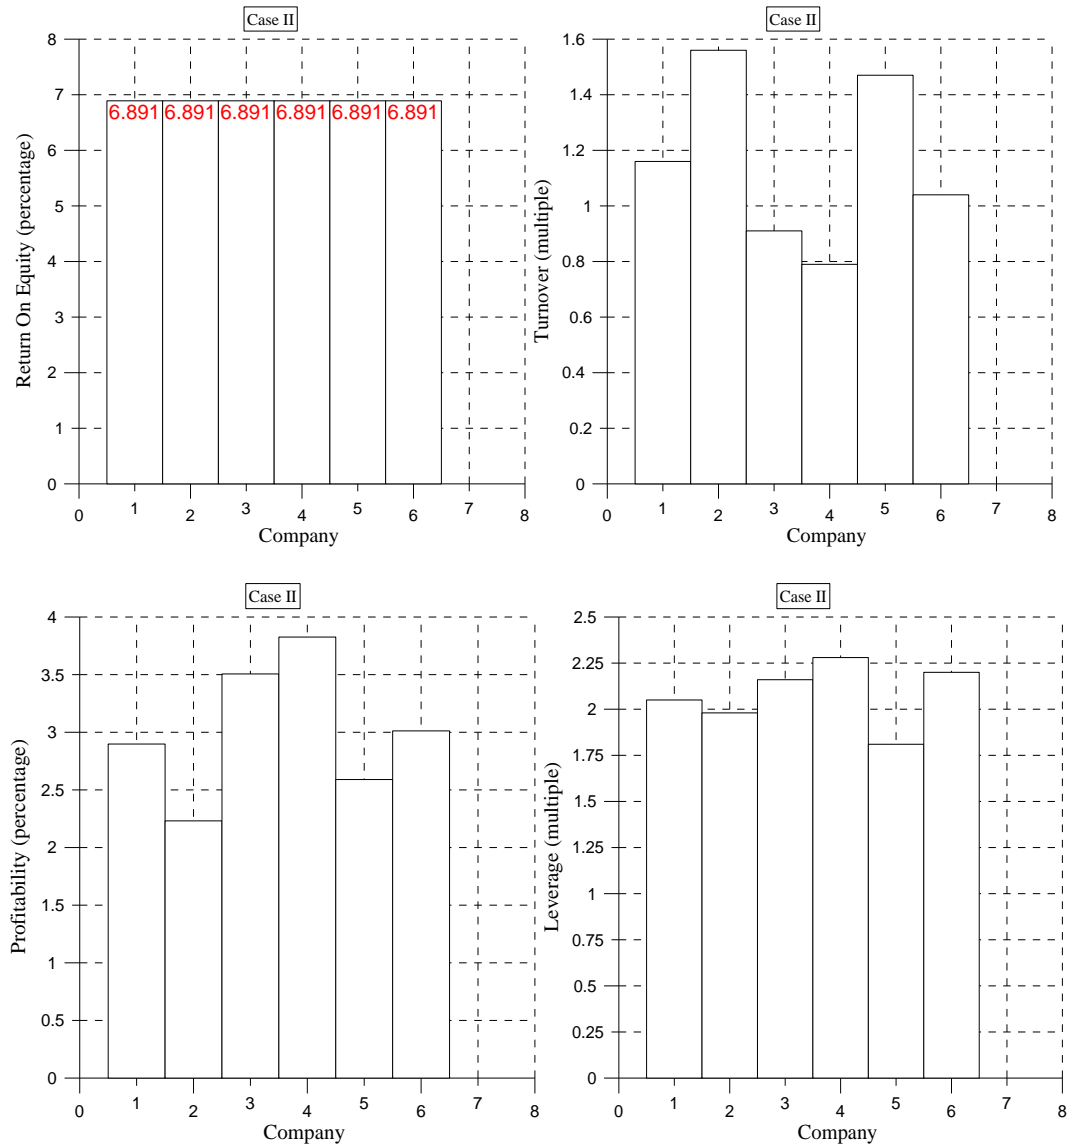 Case II
Return On Equity (percentage)
8
7
6
5
4
3
2
1
0
6.891 6.891 6.891 6.891 6.891 6.891
0 1 2 3 4 5 6 7 8
Company
Case II
Turnover (multiple)
1.6
1.4
1.2
1
0.8
0.6
0.4
0.2
0
0 1 2 3 4 5 6 7 8
Company
Case II
Profitability (percentage)
4
3.5
3
2.5
2
1.5
1
0.5
0
0 1 2 3 4 5 6 7 8
Company
Case II
Leverage (multiple)
2.5
2.25
2
1.75
1.5
1.25
1
0.75
0.5
0.25
0
0 1 2 3 4 5 6 7 8
Company